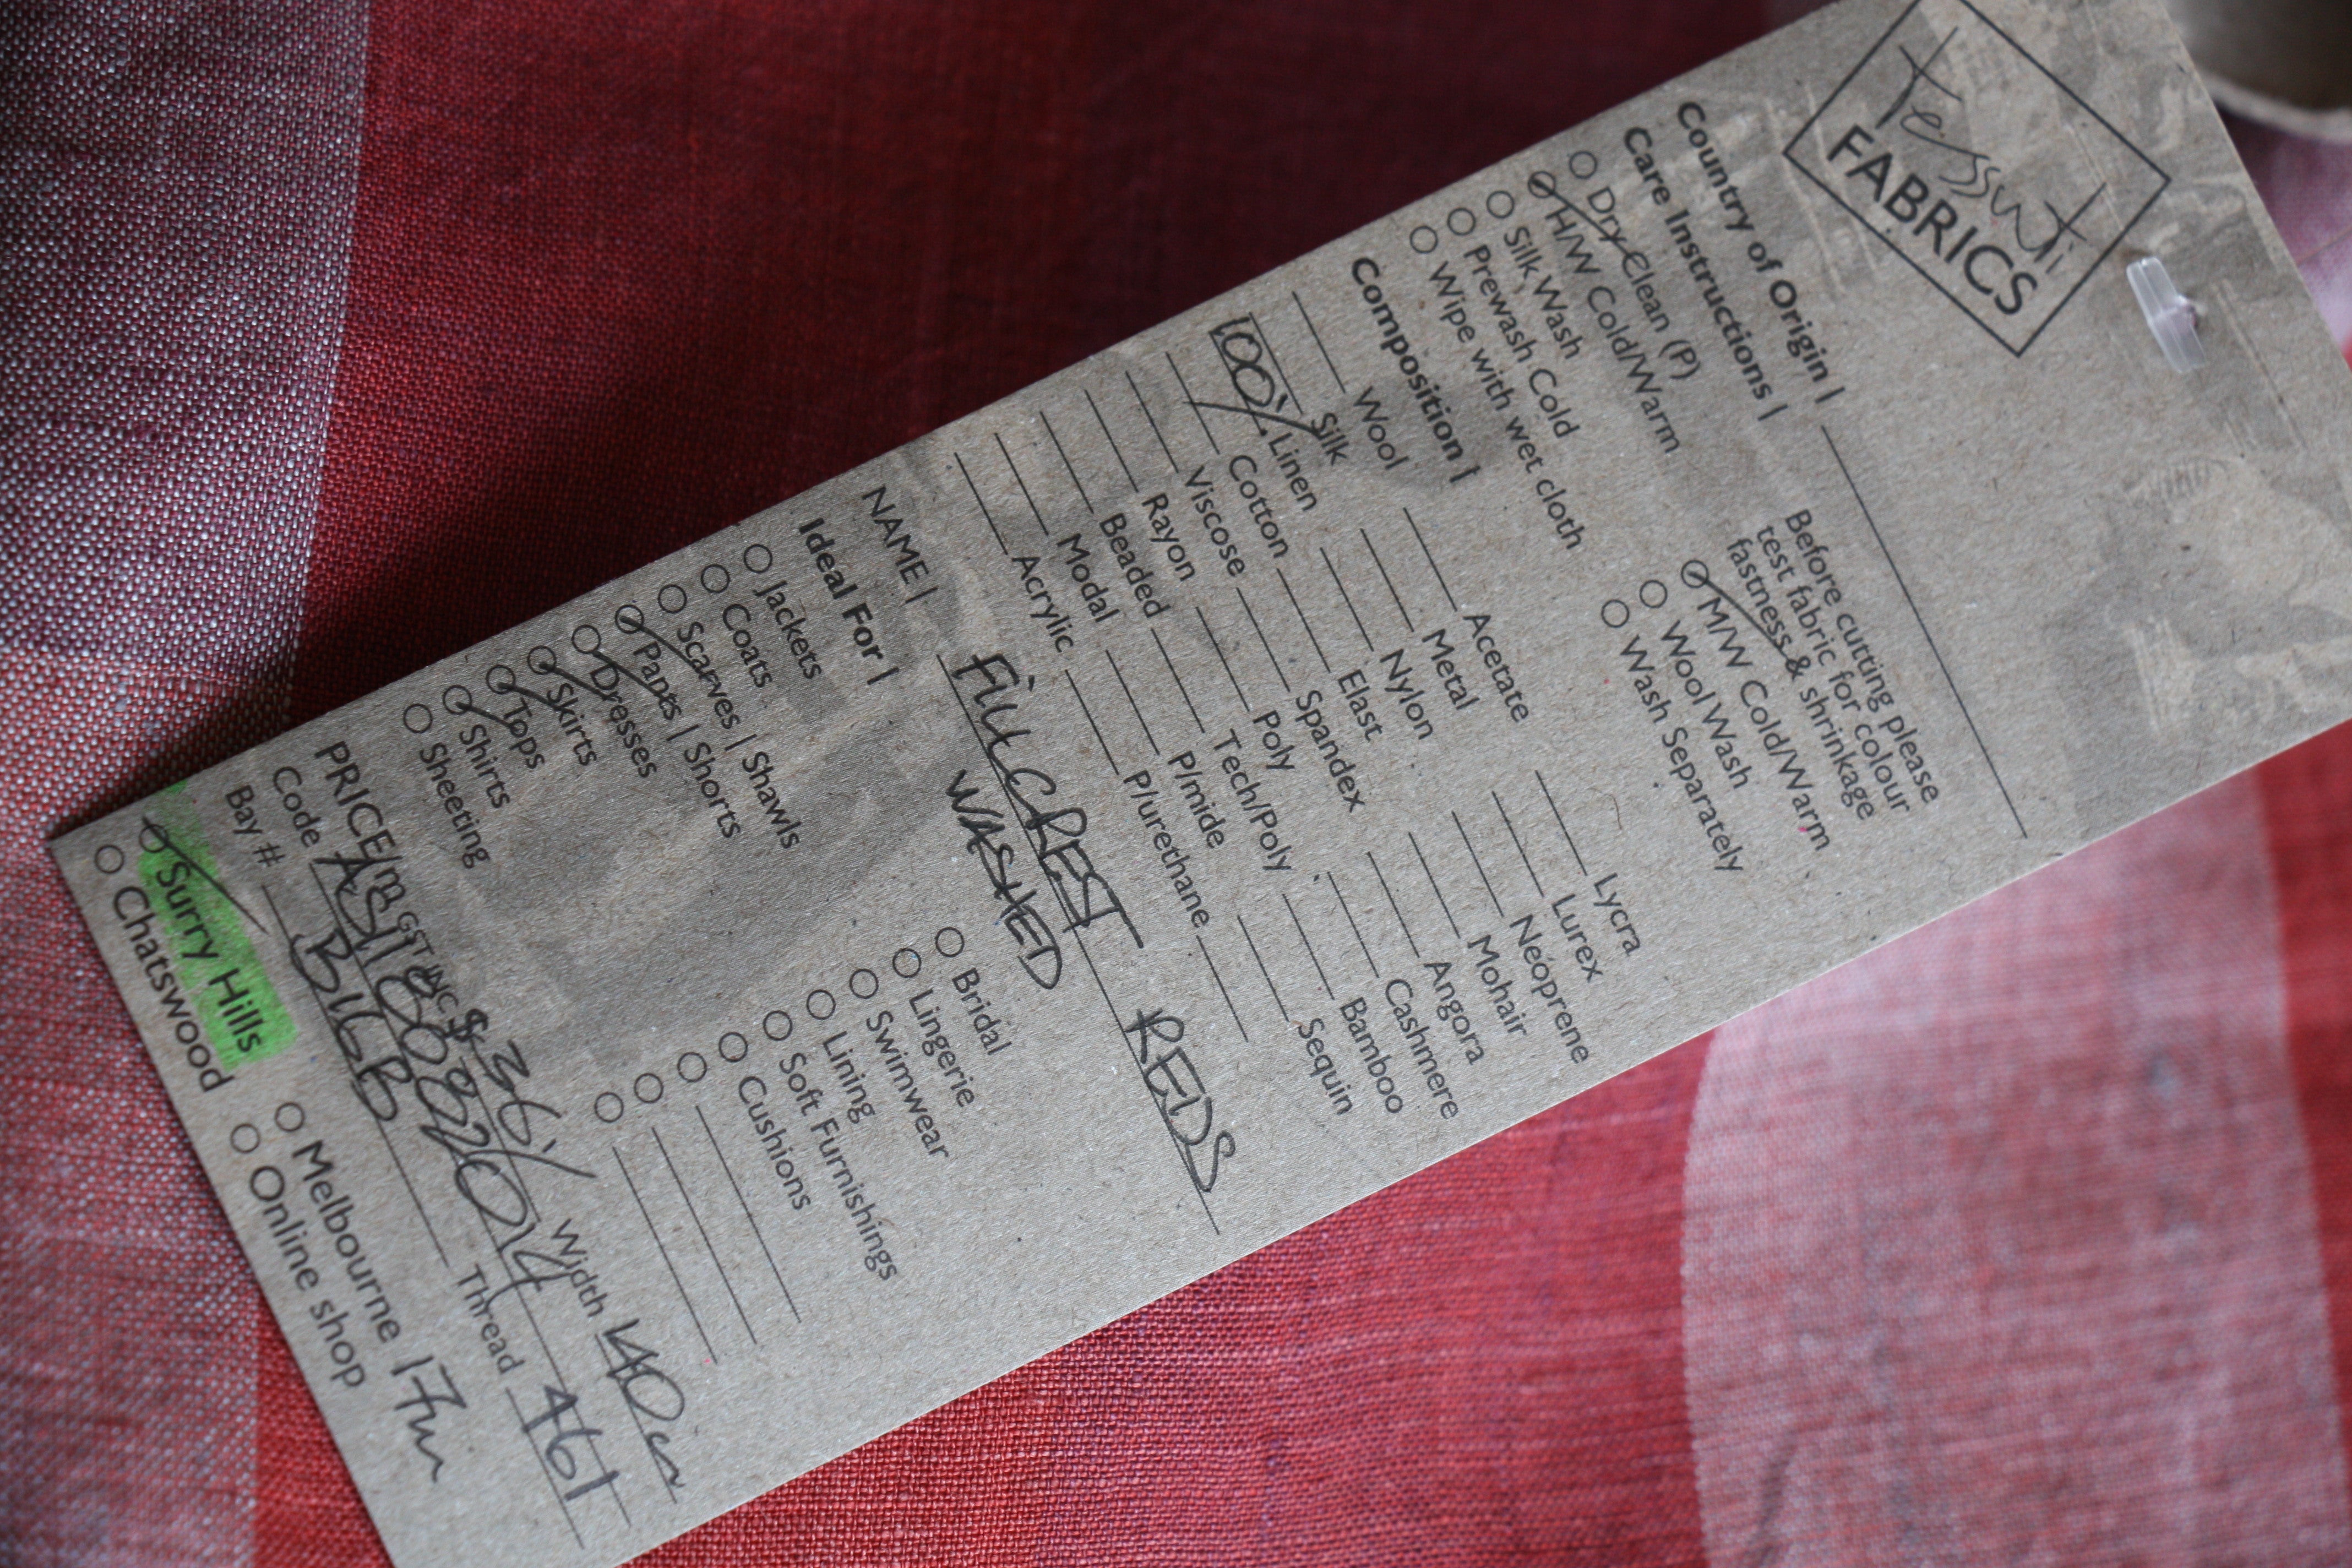 Tessuti
FABRICS
Country of Origin |
Care Instructions |
Before cutting please
test fabric for colour
fastness & shrinkage
Dry Clean (P)
H/W Cold/Warm
Silk Wash
Prewash Cold
Wipe with wet cloth
M/W Cold/Warm
Wool Wash
Wash Separately
Composition |
Wool Acetate Lycra
Silk Metal Lurex
100% Linen Nylon Neoprene
Cotton Elast Mohair
Viscose Spandex Angora
Rayon Poly Cashmere
Beaded Tech/Poly Bamboo
Modal P/mide Sequin
Acrylic P/urethane
NAME | FILLCREST REDS
WASHED
Ideal For |
Jackets Bridal
Coats Lingerie
Scarves | Shawls Swimwear
Pants | Shorts Lining
Dresses Soft Furnishings
Skirts Cushions
Tops
Shirts
Sheeting
PRICE/m GST INC $ 36 Width 140cm
Code
Bay # B16B Thread 461
Surry Hills Melbourne 17m
Chatswood Online shop